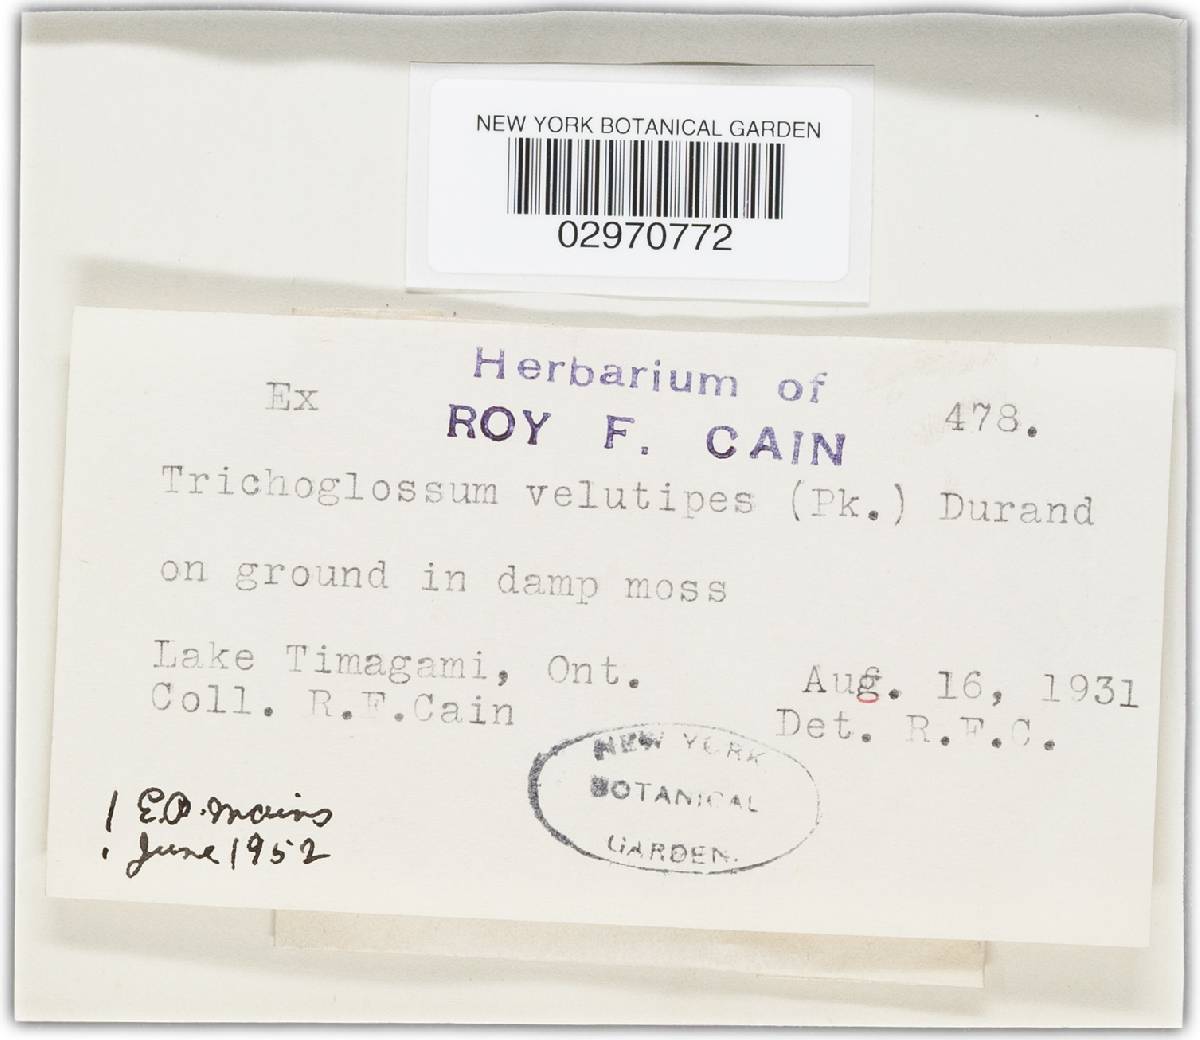 NEW YORK BOTANICAL GARDEN
02970772
Ex Herbarium of 478.
ROY F. CAIN
Trichoglossum velutipes (Pk.) Durand
on ground in damp moss
Lake Timagami, Ont. Aug. 16, 1931
Coll. R.F.Cain Det. R.F.C.
NEW YORK
BOTANICAL
GARDEN.
! E.B. Mains
June 1952